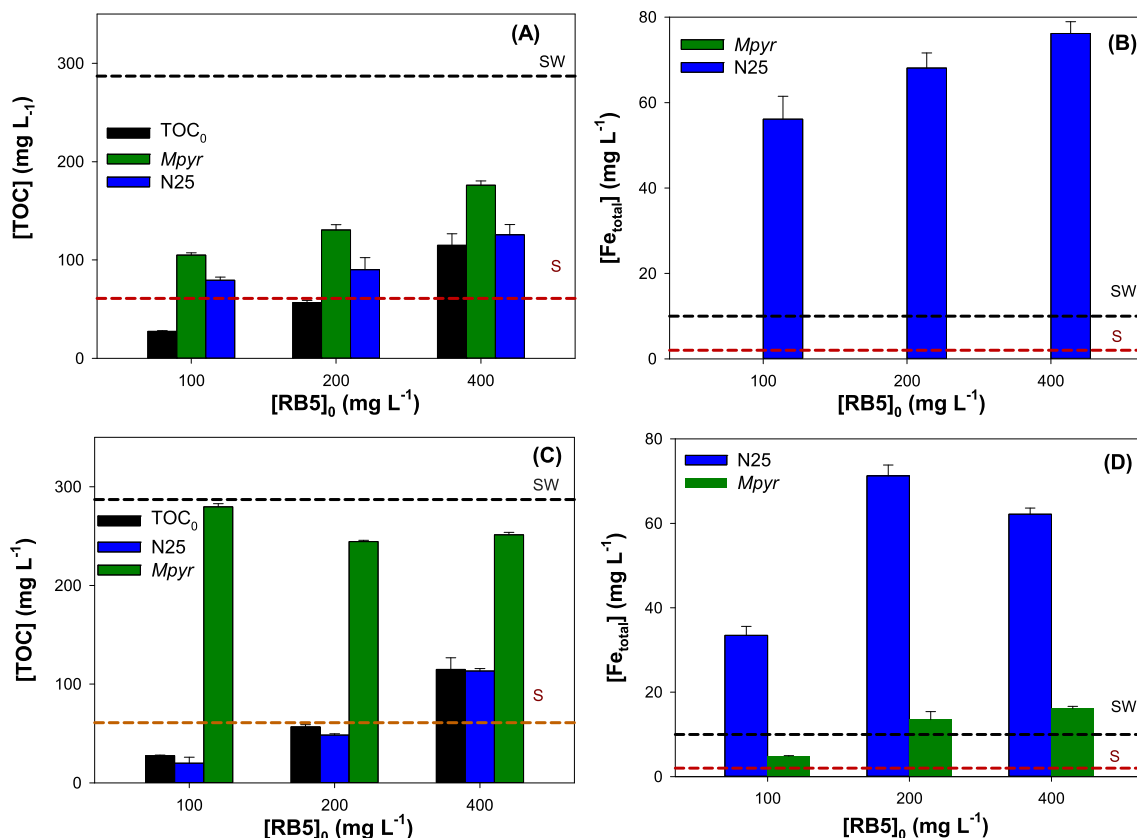 (A)
SW
300
TOC₀
Mpyr
N25
200
100
S
0
100 200 400
[TOC] (mg L₋₁)
[RB5]₀ (mg L⁻¹)
80
Mpyr
N25
(B)
60
40
20
SW
S
0
100 200 400
[Fe_total] (mg L⁻¹)
[RB5]₀ (mg L⁻¹)
(C)
SW
300
TOC₀
N25
Mpyr
200
100
S
0
100 200 400
[TOC] (mg L⁻¹)
[RB5]₀ (mg L⁻¹)
80
N25
Mpyr
(D)
60
40
20
SW
S
0
100 200 400
[Fe_total] (mg L⁻¹)
[RB5]₀ (mg L⁻¹)